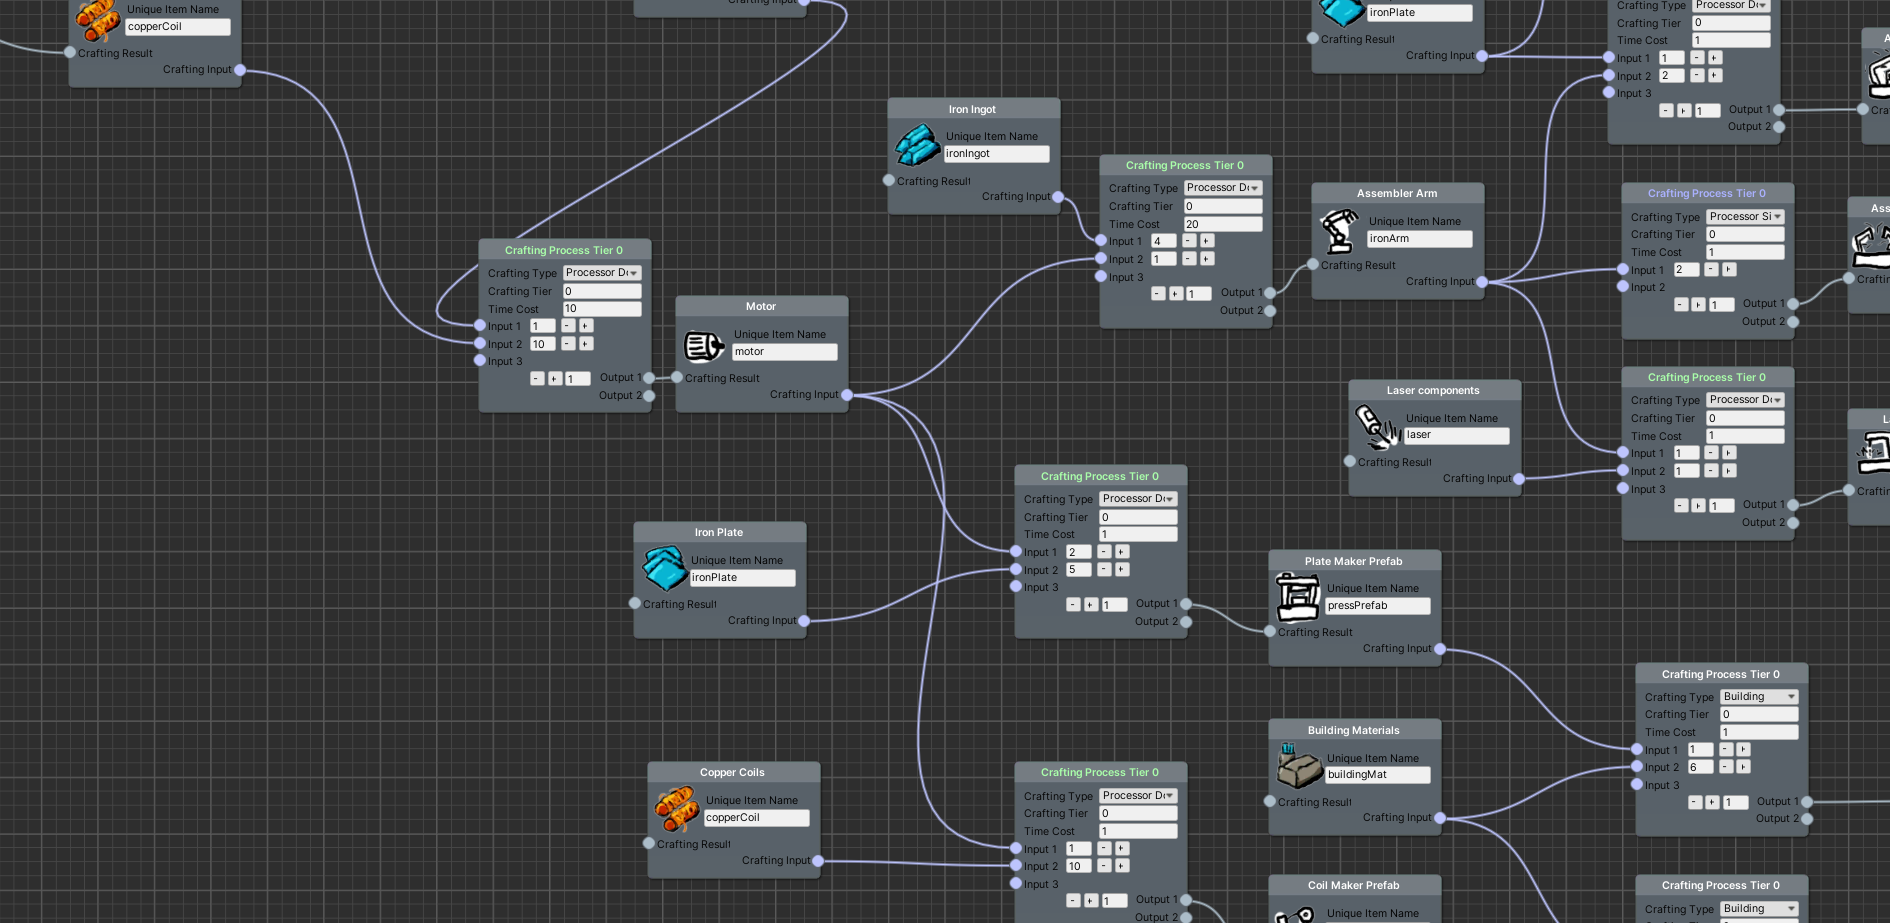 Unique Item Name
copperCoil
Crafting Result
Crafting Input
Crafting Input
ironPlate
Crafting Result
Crafting Input
Crafting Type
Crafting Tier 0
Time Cost 1
Input 1 1 - +
Input 2 2 - +
Input 3
- + 1 Output 1
Output 2
Iron Ingot
Unique Item Name
ironIngot
Crafting Result
Crafting Input
Crafting Process Tier 0
Crafting Type Processor
Crafting Tier 0
Time Cost 20
Input 1 4 - +
Input 2 1 - +
Input 3
- + 1 Output 1
Output 2
Assembler Arm
Unique Item Name
ironArm
Crafting Result
Crafting Input
Crafting Process Tier 0
Crafting Type Processor Si
Crafting Tier 0
Time Cost 1
Input 1 2 - +
Input 2
- + 1 Output 1
Output 2
Crafting Process Tier 0
Crafting Type Processor
Crafting Tier 0
Time Cost 10
Input 1 1 - +
Input 2 10 - +
Input 3
- + 1 Output 1
Output 2
Motor
Unique Item Name
motor
Crafting Result
Crafting Input
Laser components
Unique Item Name
laser
Crafting Result
Crafting Input
Crafting Process Tier 0
Crafting Type Processor
Crafting Tier 0
Time Cost 1
Input 1 1 - +
Input 2 1 - +
Input 3
- + 1 Output 1
Output 2
Iron Plate
Unique Item Name
ironPlate
Crafting Result
Crafting Input
Crafting Process Tier 0
Crafting Type Processor
Crafting Tier 0
Time Cost 1
Input 1 2 - +
Input 2 5 - +
Input 3
- + 1 Output 1
Output 2
Plate Maker Prefab
Unique Item Name
pressPrefab
Crafting Result
Crafting Input
Building Materials
Unique Item Name
buildingMat
Crafting Result
Crafting Input
Crafting Process Tier 0
Crafting Type Building
Crafting Tier 0
Time Cost 1
Input 1 1 - +
Input 2 6 - +
Input 3
- + 1 Output 1
Output 2
Copper Coils
Unique Item Name
copperCoil
Crafting Result
Crafting Input
Crafting Process Tier 0
Crafting Type Processor
Crafting Tier 0
Time Cost 1
Input 1 1 - +
Input 2 10 - +
Input 3
- + 1 Output 1
Output 2
Coil Maker Prefab
Unique Item Name
Crafting Process Tier 0
Crafting Type Building